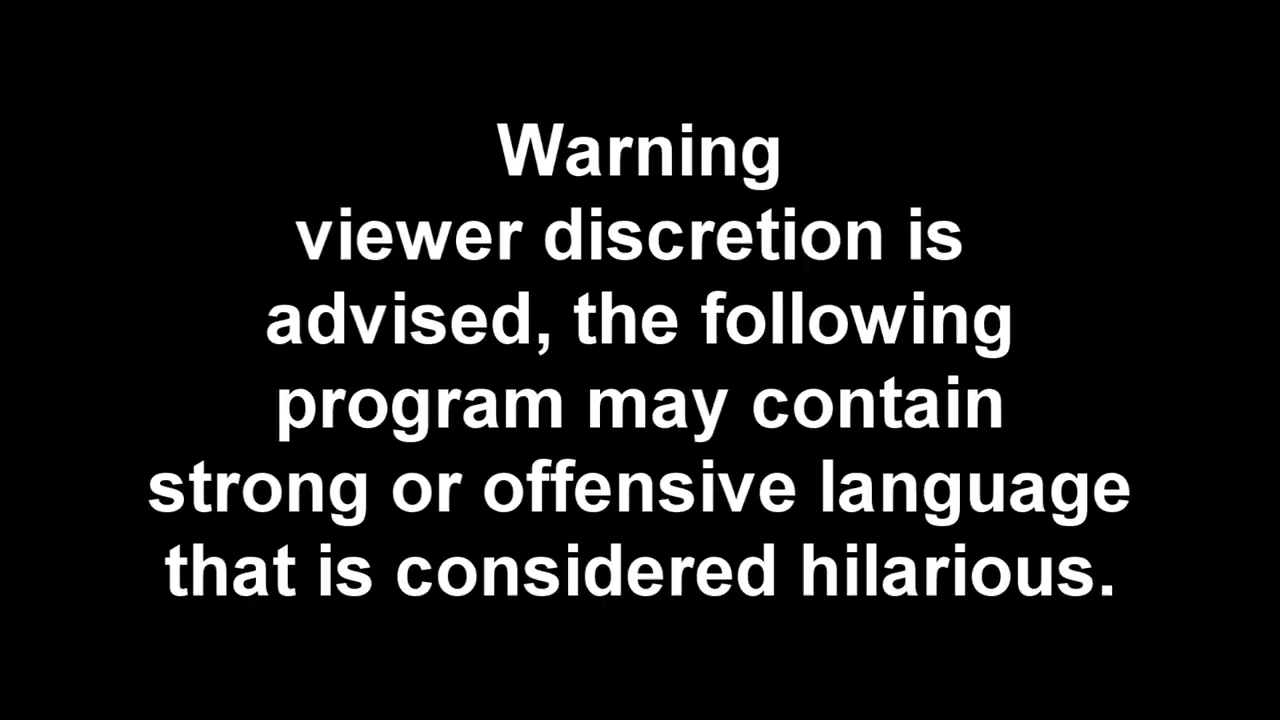 Warning
viewer discretion is
advised, the following
program may contain
strong or offensive language
that is considered hilarious.